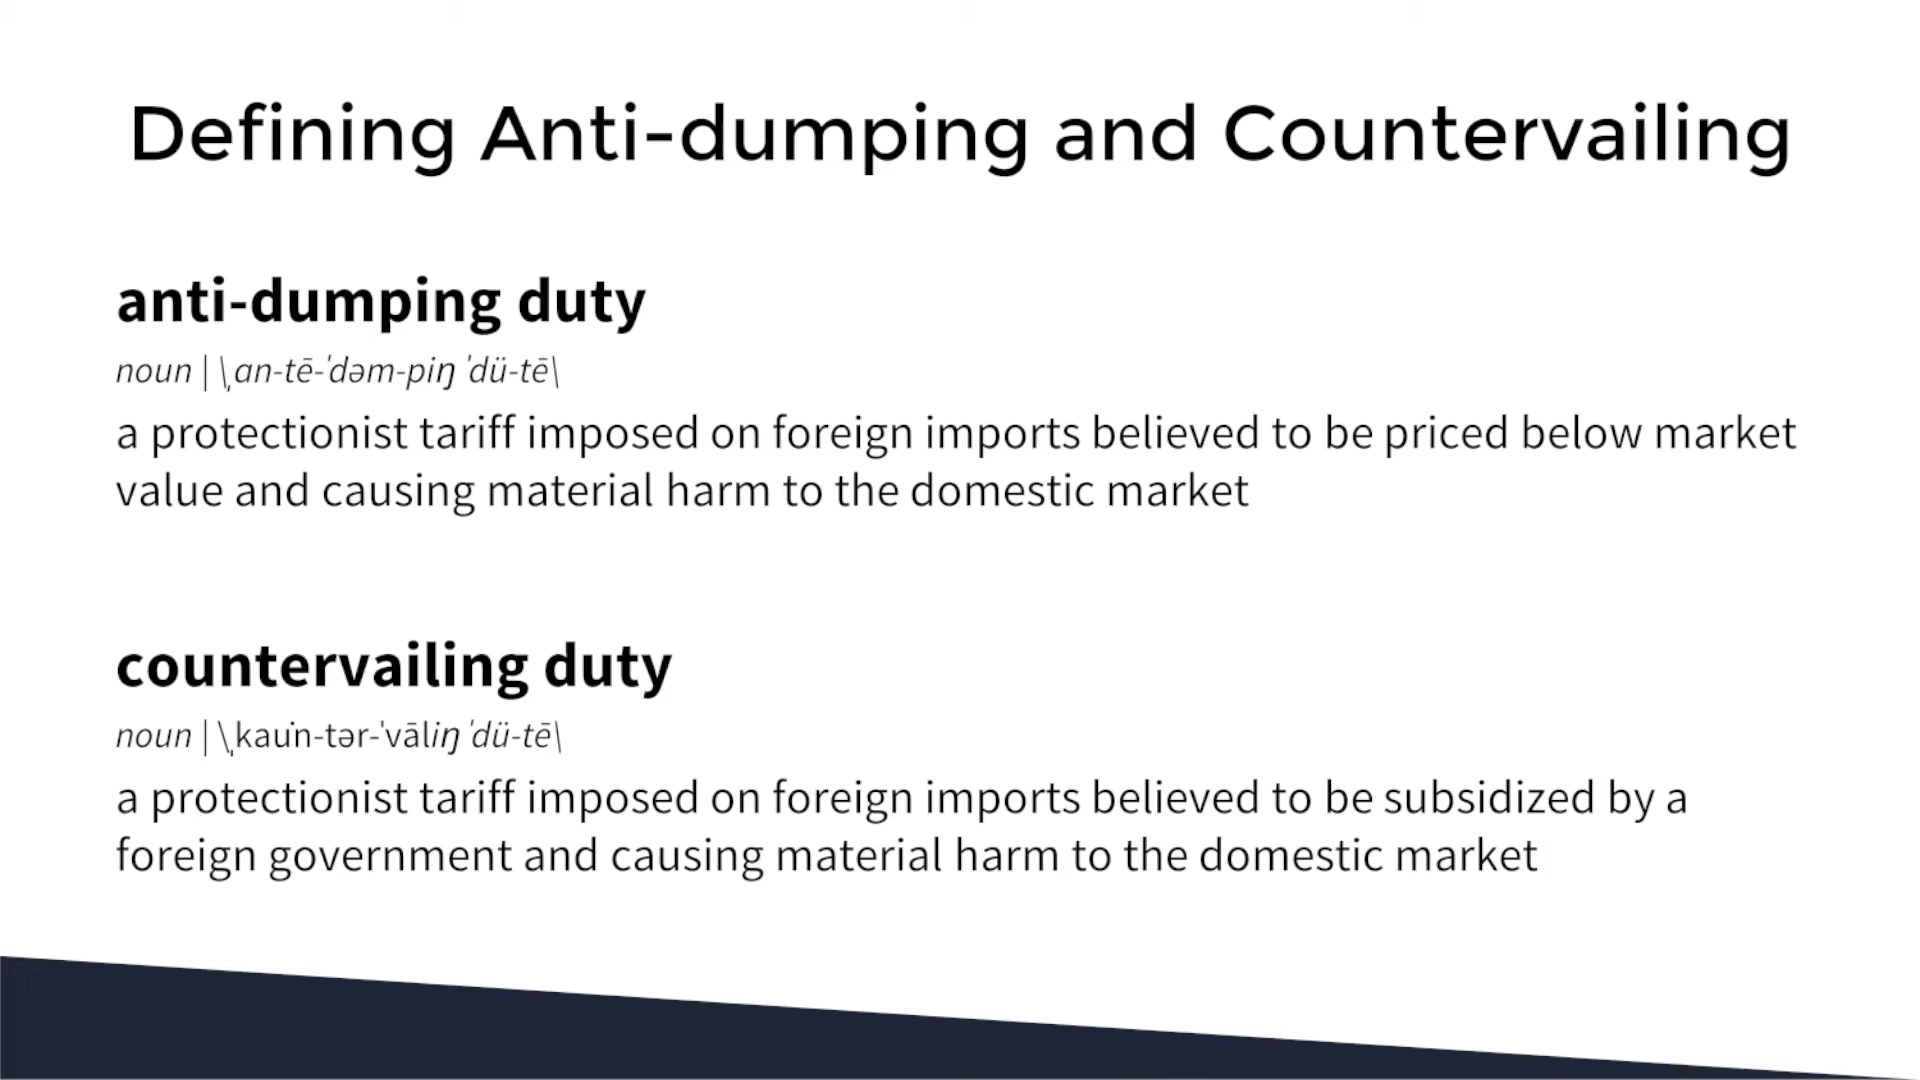 Defining Anti-dumping and Countervailing
anti-dumping duty
noun | \ˌan-tē-ˈdəm-piŋ ˈdü-tē\
a protectionist tariff imposed on foreign imports believed to be priced below market
value and causing material harm to the domestic market
countervailing duty
noun | \ˌkau̇n-tər-ˈvāliŋ ˈdü-tē\
a protectionist tariff imposed on foreign imports believed to be subsidized by a
foreign government and causing material harm to the domestic market